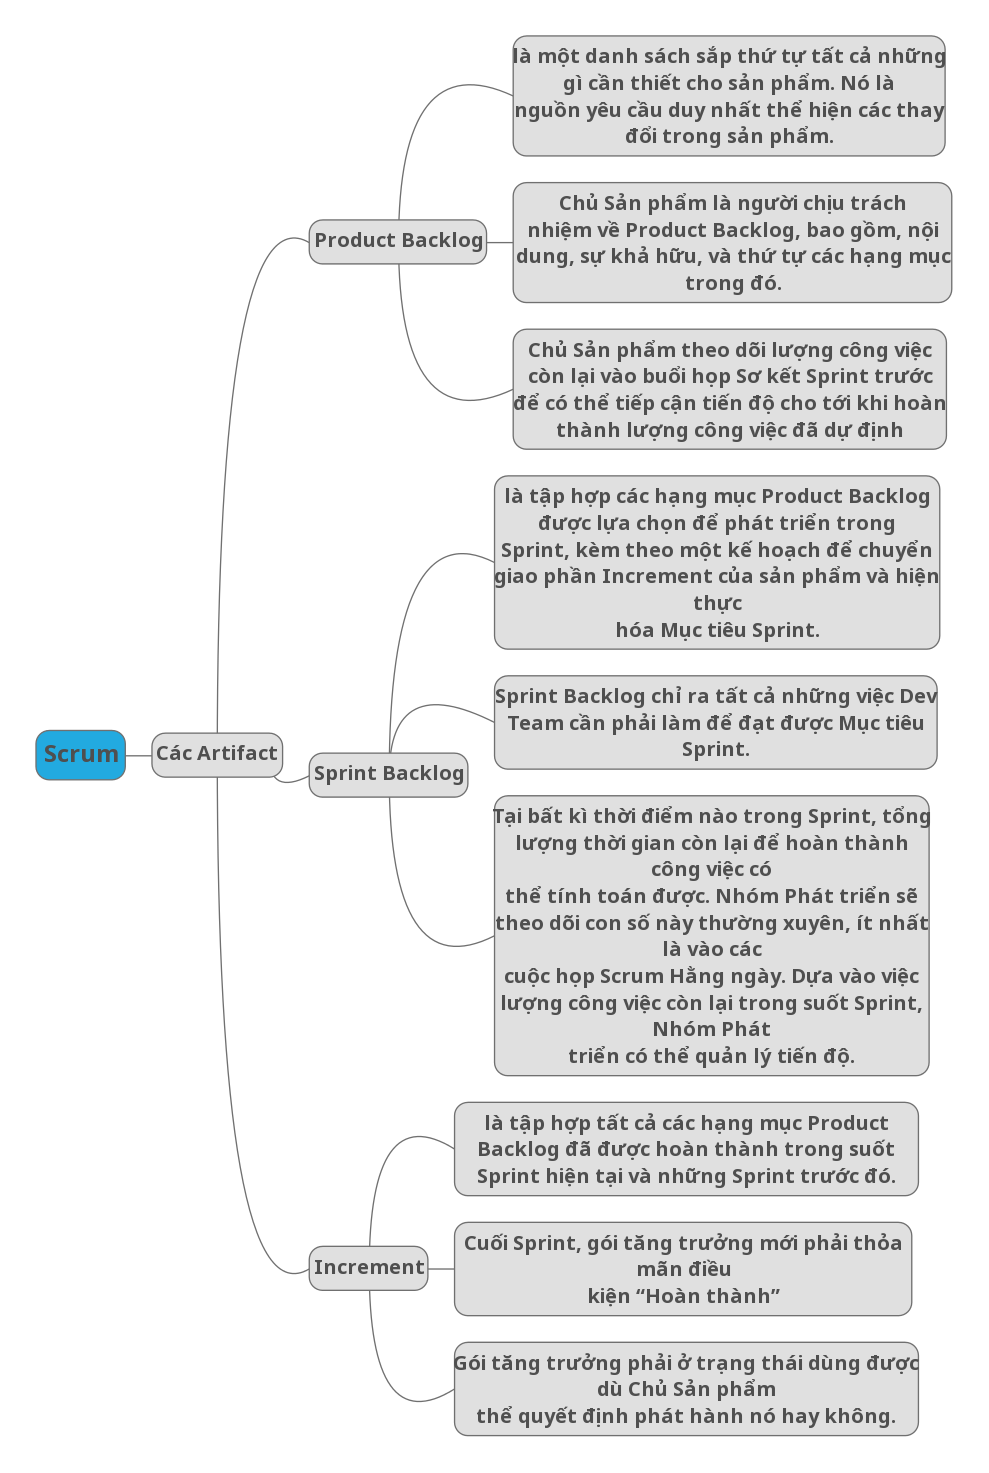 là một danh sách sắp thứ tự tất cả những
gì cần thiết cho sản phẩm. Nó là
nguồn yêu cầu duy nhất thể hiện các thay
đổi trong sản phẩm.
Product Backlog
Chủ Sản phẩm là người chịu trách
nhiệm về Product Backlog, bao gồm, nội
dung, sự khả hữu, và thứ tự các hạng mục
trong đó.
Chủ Sản phẩm theo dõi lượng công việc
còn lại vào buổi họp Sơ kết Sprint trước
để có thể tiếp cận tiến độ cho tới khi hoàn
thành lượng công việc đã dự định
là tập hợp các hạng mục Product Backlog
được lựa chọn để phát triển trong
Sprint, kèm theo một kế hoạch để chuyển
giao phần Increment của sản phẩm và hiện
thực
hóa Mục tiêu Sprint.
Scrum
Các Artifact
Sprint Backlog
Sprint Backlog chỉ ra tất cả những việc Dev
Team cần phải làm để đạt được Mục tiêu
Sprint.
Tại bất kì thời điểm nào trong Sprint, tổng
lượng thời gian còn lại để hoàn thành
công việc có
thể tính toán được. Nhóm Phát triển sẽ
theo dõi con số này thường xuyên, ít nhất
là vào các
cuộc họp Scrum Hằng ngày. Dựa vào việc
lượng công việc còn lại trong suốt Sprint,
Nhóm Phát
triển có thể quản lý tiến độ.
là tập hợp tất cả các hạng mục Product
Backlog đã được hoàn thành trong suốt
Sprint hiện tại và những Sprint trước đó.
Increment
Cuối Sprint, gói tăng trưởng mới phải thỏa
mãn điều
kiện “Hoàn thành”
Gói tăng trưởng phải ở trạng thái dùng được
dù Chủ Sản phẩm
thể quyết định phát hành nó hay không.